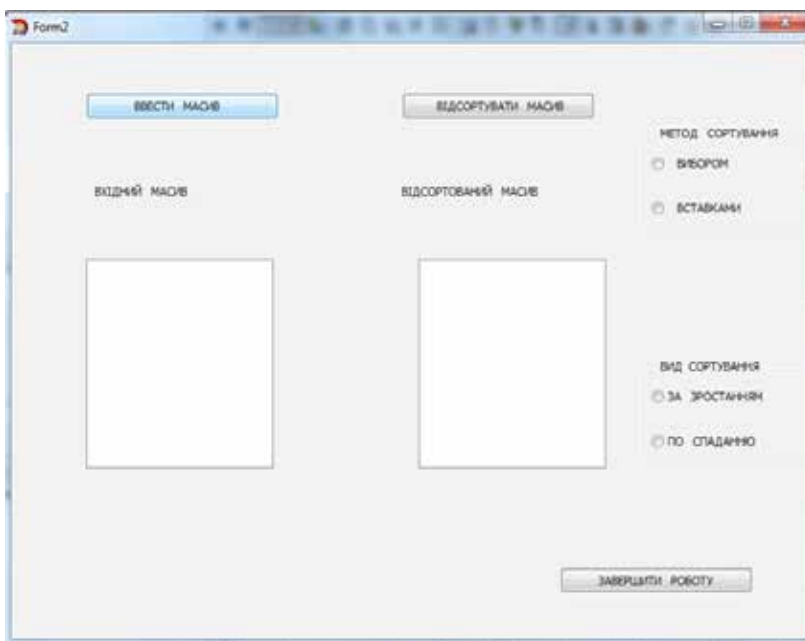 Form2
ВВЕСТИ МАСИВ
ВІДСОРТУВАТИ МАСИВ
МЕТОД СОРТУВАННЯ
ВИБОРОМ
ВСТАВКАМИ
ВХІДНИЙ МАСИВ
ВІДСОРТОВАНИЙ МАСИВ
ВИД СОРТУВАННЯ
ЗА ЗРОСТАННЯМ
ПО СПАДАННЮ
ЗАВЕРШИТИ РОБОТУ